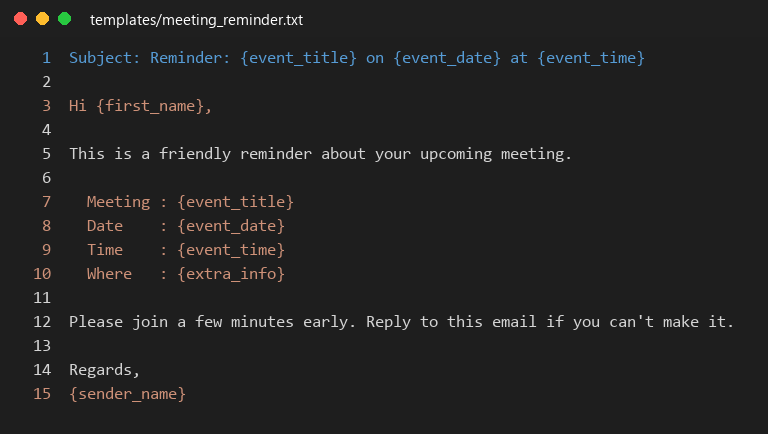 templates/meeting_reminder.txt
1 Subject: Reminder: {event_title} on {event_date} at {event_time}
2
3 Hi {first_name},
4
5 This is a friendly reminder about your upcoming meeting.
6
7   Meeting : {event_title}
8   Date    : {event_date}
9   Time    : {event_time}
10   Where   : {extra_info}
11
12 Please join a few minutes early. Reply to this email if you can't make it.
13
14 Regards,
15 {sender_name}